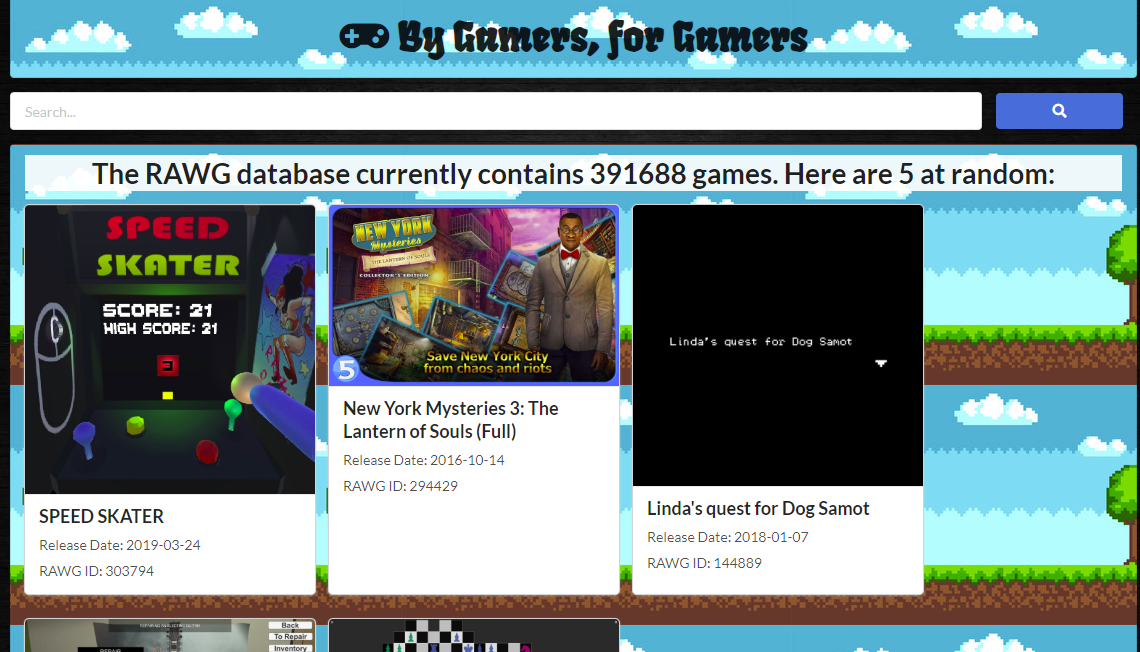 By Gamers, for Gamers
Search...
The RAWG database currently contains 391688 games. Here are 5 at random:
SPEED
SKATER
SCORE: 21
HIGH SCORE: 21
3
SPEED SKATER
Release Date: 2019-03-24
RAWG ID: 303794
NEW YORK
Mysteries
THE LANTERN OF SOULS
COLLECTOR'S EDITION
Save New York City
from chaos and riots
5
New York Mysteries 3: The
Lantern of Souls (Full)
Release Date: 2016-10-14
RAWG ID: 294429
Linda's quest for Dog Samot
Linda's quest for Dog Samot
Release Date: 2018-01-07
RAWG ID: 144889
Back
To Repair
Inventory
REPAIR